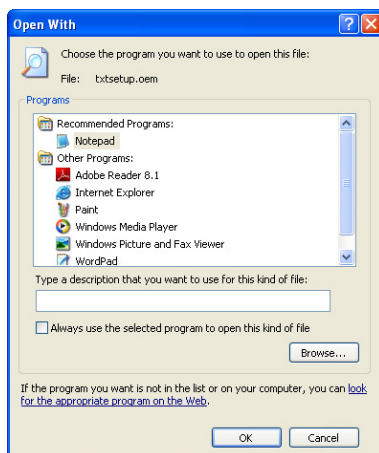 Open With
Choose the program you want to use to open this file:
File: txtsetup.oem
Programs
Recommended Programs:
Notepad
Other Programs:
Adobe Reader 8.1
Internet Explorer
Paint
Windows Media Player
Windows Picture and Fax Viewer
WordPad
Type a description that you want to use for this kind of file:
Always use the selected program to open this kind of file
Browse...
If the program you want is not in the list or on your computer, you can look
for the appropriate program on the Web.
OK Cancel